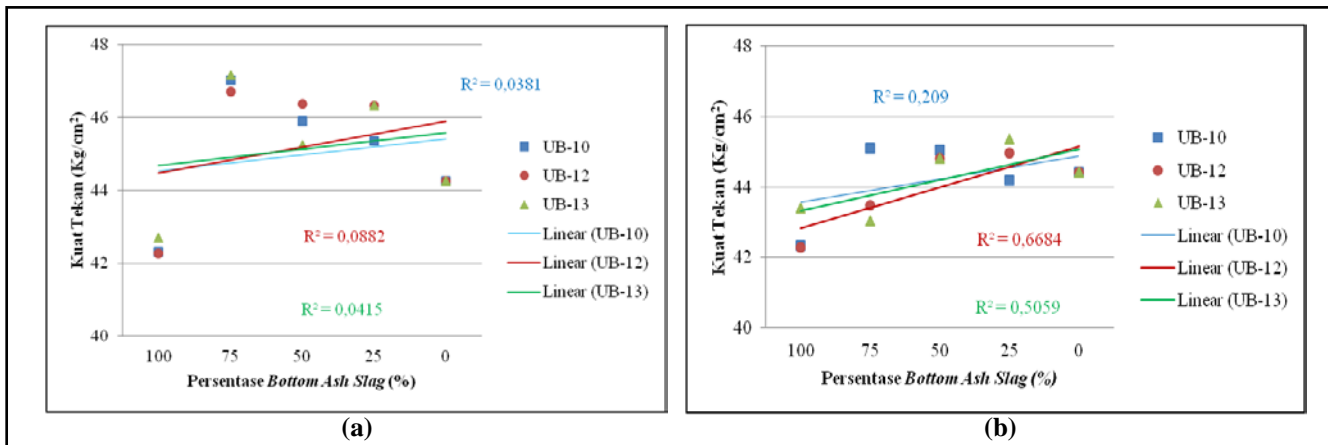 48
46
44
42
40
Kuat Tekan (Kg/cm²)
R² = 0,0381
R² = 0,0882
R² = 0,0415
UB-10
UB-12
UB-13
Linear (UB-10)
Linear (UB-12)
Linear (UB-13)
100 75 50 25 0
Persentase Bottom Ash Slag (%)
(a)
48
46
44
42
40
Kuat Tekan (Kg/cm²)
R² = 0,209
R² = 0,6684
R² = 0,5059
UB-10
UB-12
UB-13
Linear (UB-10)
Linear (UB-12)
Linear (UB-13)
100 75 50 25 0
Persentase Bottom Ash Slag (%)
(b)